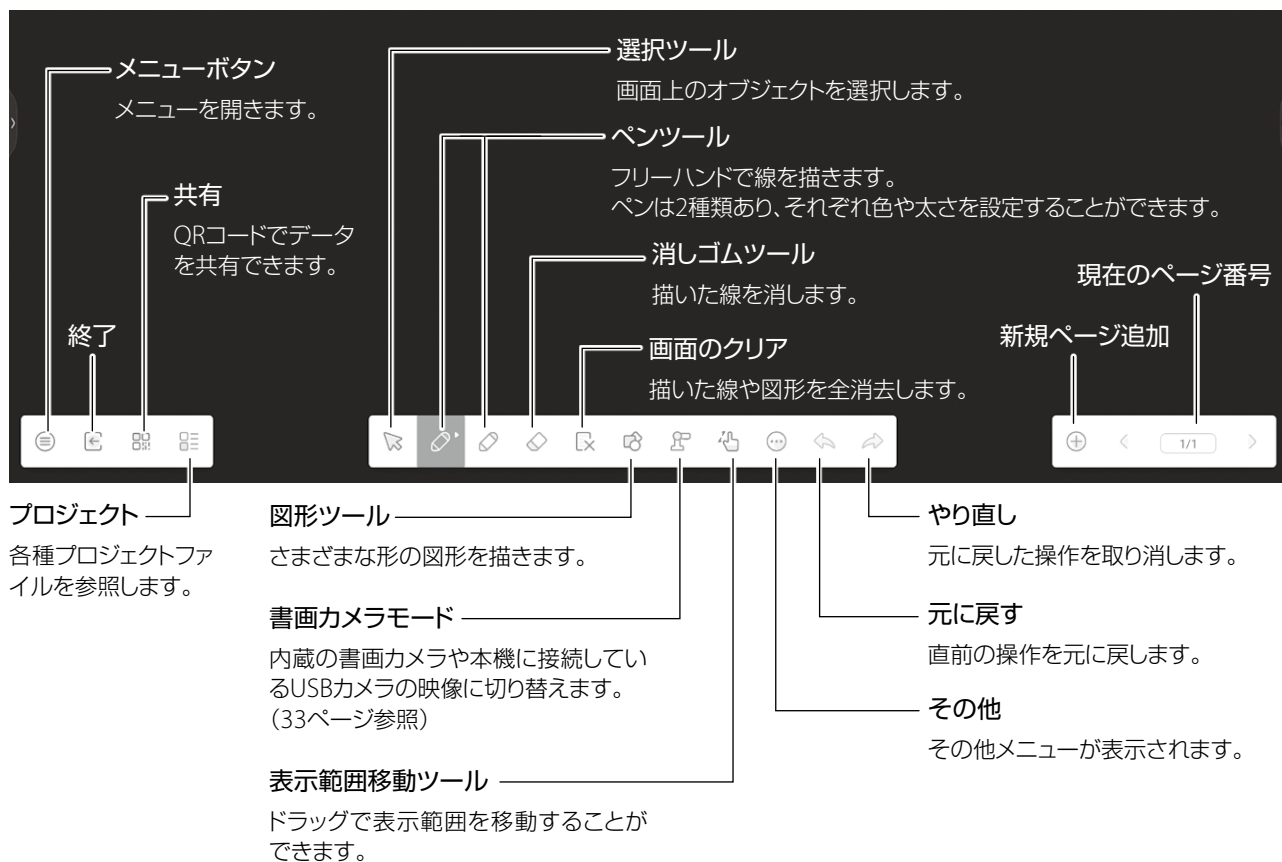 メニューボタン
メニューを開きます。
共有
QRコードでデータ
を共有できます。
終了
選択ツール
画面上のオブジェクトを選択します。
ペンツール
フリーハンドで線を描きます。
ペンは2種類あり、それぞれ色や太さを設定することができます。
消しゴムツール
描いた線を消します。
画面のクリア
描いた線や図形を全消去します。
現在のページ番号
新規ページ追加
1/1
プロジェクト
各種プロジェクトファ
イルを参照します。
図形ツール
さまざまな形の図形を描きます。
書画カメラモード
内蔵の書画カメラや本機に接続してい
るUSBカメラの映像に切り替えます。
（33ページ参照）
表示範囲移動ツール
ドラッグで表示範囲を移動することが
できます。
やり直し
元に戻した操作を取り消します。
元に戻す
直前の操作を元に戻します。
その他
その他メニューが表示されます。